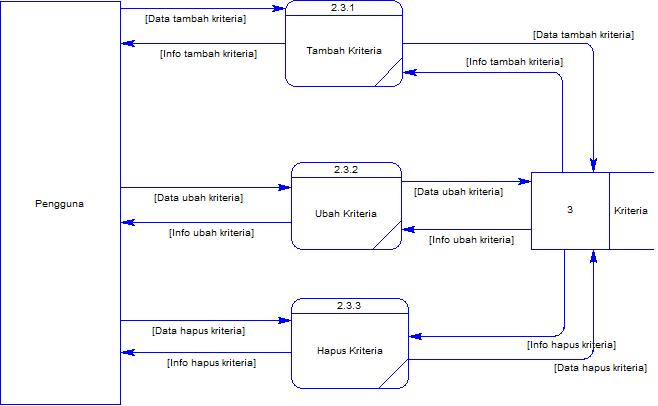 2.3.1
[Data tambah kriteria]
[Data tambah kriteria]
[Info tambah kriteria]
Tambah Kriteria
[Info tambah kriteria]
2.3.2
[Data ubah kriteria]
[Data ubah kriteria]
Pengguna
Ubah Kriteria
3
Kriteria
[Info ubah kriteria]
[Info ubah kriteria]
2.3.3
[Data hapus kriteria]
[Info hapus kriteria]
Hapus Kriteria
[Info hapus kriteria]
[Data hapus kriteria]